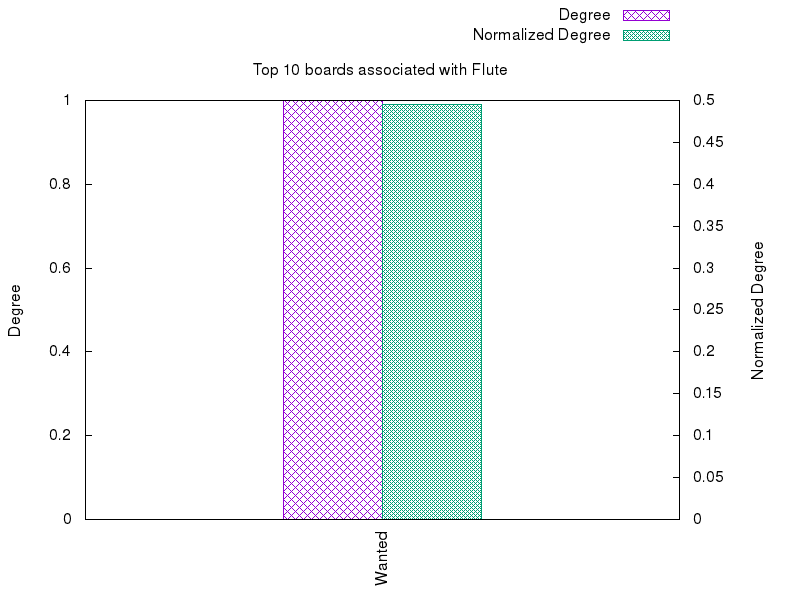 Degree
Normalized Degree
Top 10 boards associated with Flute
1
0.8
0.6
0.4
0.2
0
Degree
0.5
0.45
0.4
0.35
0.3
0.25
0.2
0.15
0.1
0.05
0
Normalized Degree
Wanted